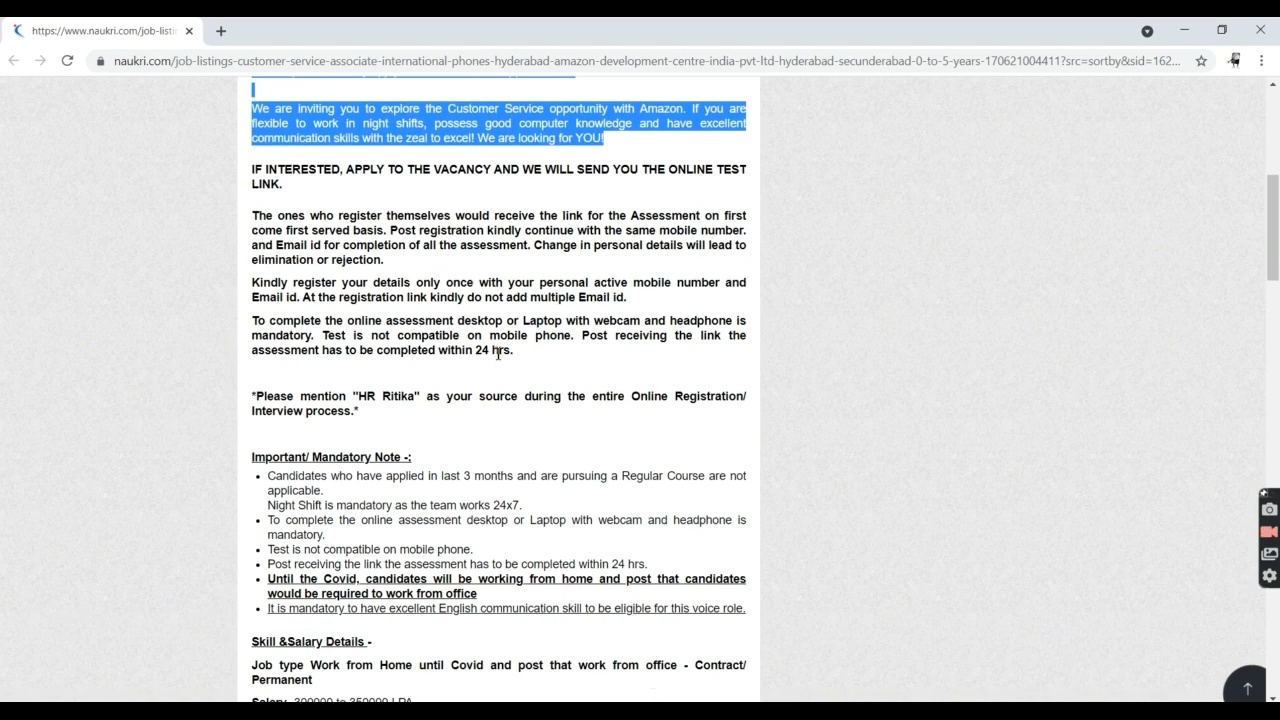 https://www.naukri.com/job-listi
naukri.com/job-listings-customer-service-associate-international-phones-hyderabad-amazon-development-centre-india-pvt-ltd-hyderabad-secunderabad-0-to-5-years-170621004411?src=sortby&sid=162...
We are inviting you to explore the Customer Service opportunity with Amazon. If you are
flexible to work in night shifts, possess good computer knowledge and have excellent
communication skills with the zeal to excel! We are looking for YOU!
IF INTERESTED, APPLY TO THE VACANCY AND WE WILL SEND YOU THE ONLINE TEST
LINK.
The ones who register themselves would receive the link for the Assessment on first
come first served basis. Post registration kindly continue with the same mobile number.
and Email id for completion of all the assessment. Change in personal details will lead to
elimination or rejection.
Kindly register your details only once with your personal active mobile number and
Email id. At the registration link kindly do not add multiple Email id.
To complete the online assessment desktop or Laptop with webcam and headphone is
mandatory. Test is not compatible on mobile phone. Post receiving the link the
assessment has to be completed within 24 hrs.
*Please mention "HR Ritika" as your source during the entire Online Registration/
Interview process.*
Important/ Mandatory Note -:
• Candidates who have applied in last 3 months and are pursuing a Regular Course are not
applicable.
Night Shift is mandatory as the team works 24x7.
• To complete the online assessment desktop or Laptop with webcam and headphone is
mandatory.
• Test is not compatible on mobile phone.
• Post receiving the link the assessment has to be completed within 24 hrs.
• Until the Covid, candidates will be working from home and post that candidates
would be required to work from office
• It is mandatory to have excellent English communication skill to be eligible for this voice role.
Skill &Salary Details -
Job type Work from Home until Covid and post that work from office - Contract/
Permanent
Salary- 300000 to 350000 LPA